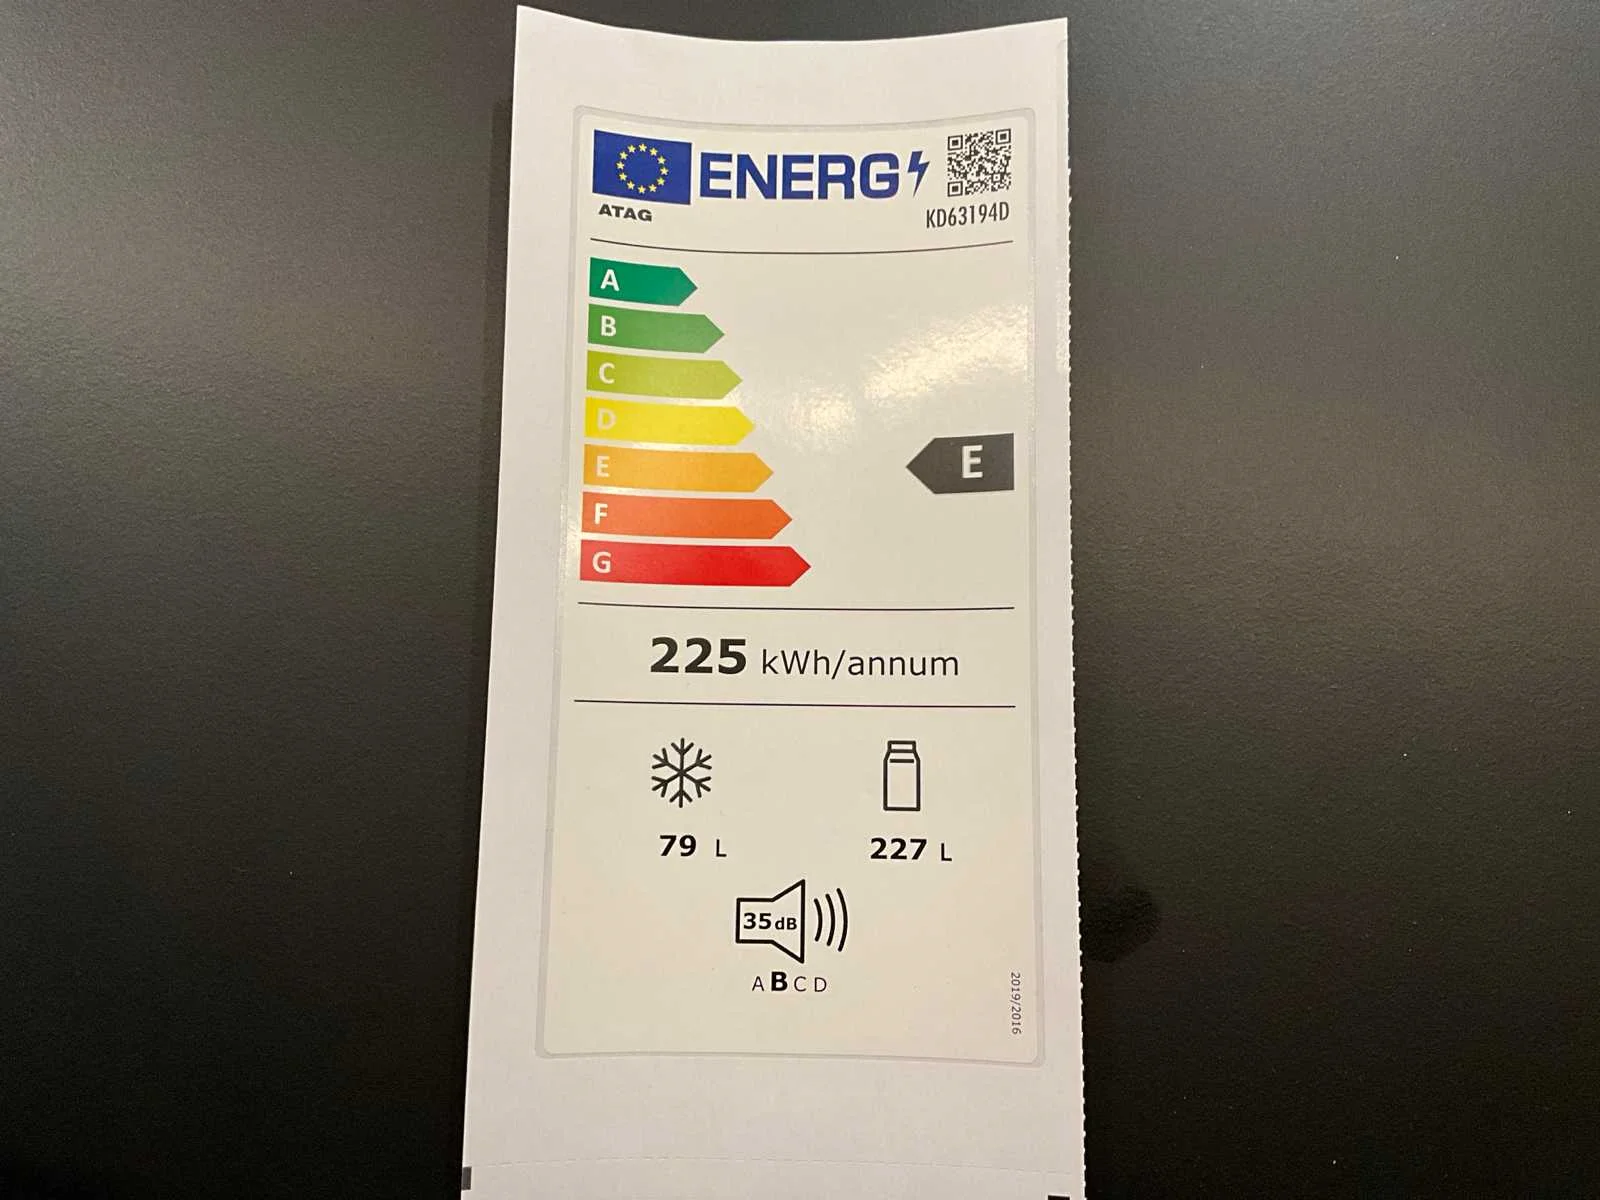 ENERG
ATAG
KD63194D
A
B
C
D
E
E
F
G
225 kWh/annum
79 L
227 L
35dB
ABCD
2019/2016